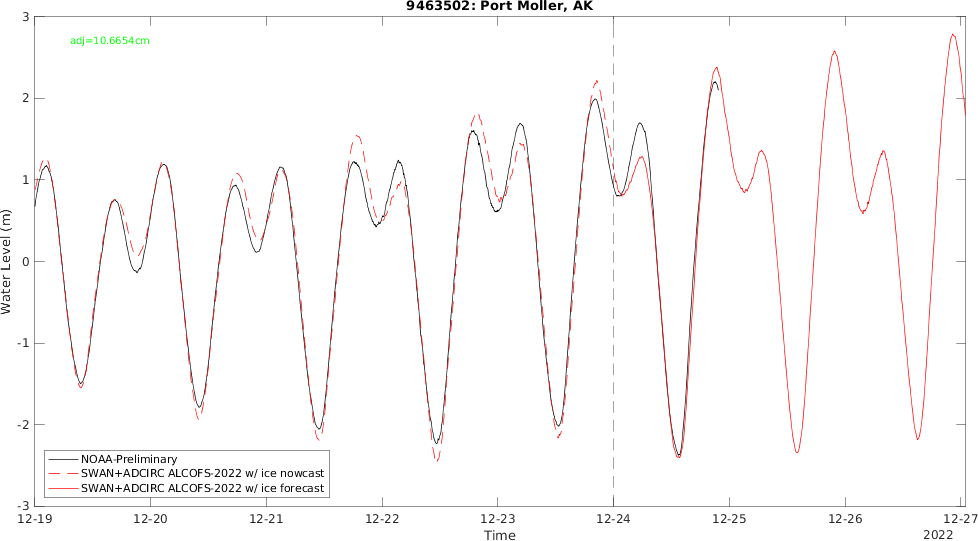 9463502: Port Moller, AK
adj=10.6654cm
3
2
1
0
-1
-2
-3
Water Level (m)
NOAA-Preliminary
SWAN+ADCIRC ALCOFS-2022 w/ ice nowcast
SWAN+ADCIRC ALCOFS-2022 w/ ice forecast
12-19 12-20 12-21 12-22 12-23 12-24 12-25 12-26 12-27
Time
2022